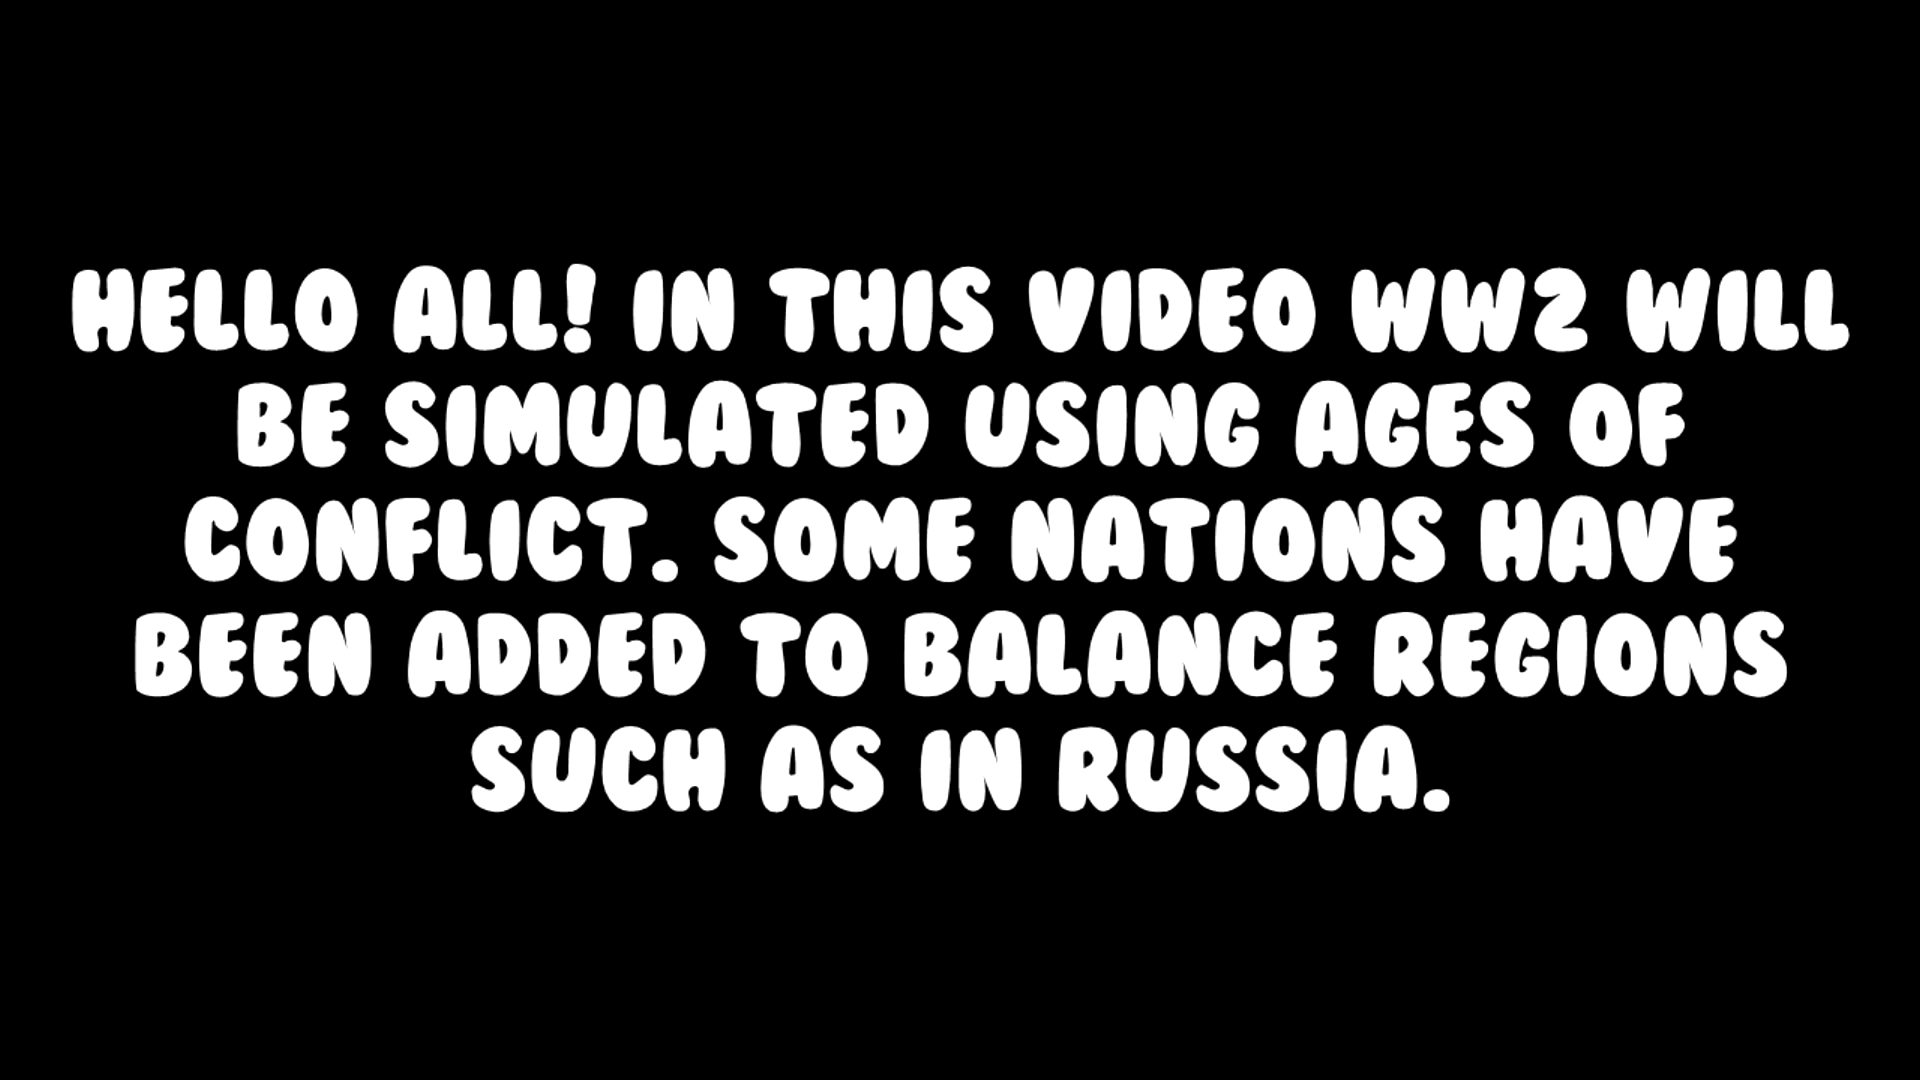 HELLO ALL! IN THIS VIDEO WW2 WILL
BE SIMULATED USING AGES OF
CONFLICT. SOME NATIONS HAVE
BEEN ADDED TO BALANCE REGIONS
SUCH AS IN RUSSIA.